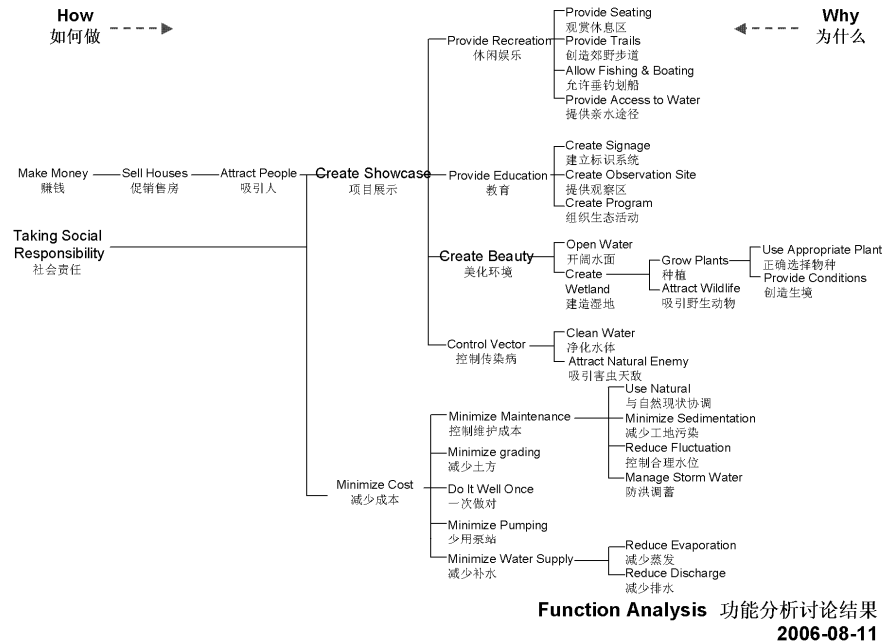 How
如何做
Why
为什么
Make Money
赚钱
Sell Houses
促销售房
Attract People
吸引人
Taking Social
Responsibility
社会责任
Create Showcase
项目展示
Provide Recreation
休闲娱乐
Provide Seating
观赏休息区
Provide Trails
创造郊野步道
Allow Fishing & Boating
允许垂钓划船
Provide Access to Water
提供亲水途径
Provide Education
教育
Create Signage
建立标识系统
Create Observation Site
提供观察区
Create Program
组织生态活动
Create Beauty
美化环境
Open Water
开阔水面
Create
Wetland
建造湿地
Grow Plants
种植
Use Appropriate Plant
正确选择物种
Provide Conditions
创造生境
Attract Wildlife
吸引野生动物
Control Vector
控制传染病
Clean Water
净化水体
Attract Natural Enemy
吸引害虫天敌
Minimize Cost
减少成本
Minimize Maintenance
控制维护成本
Use Natural
与自然现状协调
Minimize Sedimentation
减少工地污染
Reduce Fluctuation
控制合理水位
Manage Storm Water
防洪调蓄
Minimize grading
减少土方
Do It Well Once
一次做对
Minimize Pumping
少用泵站
Minimize Water Supply
减少补水
Reduce Evaporation
减少蒸发
Reduce Discharge
减少排水
Function Analysis 功能分析讨论结果
2006-08-11